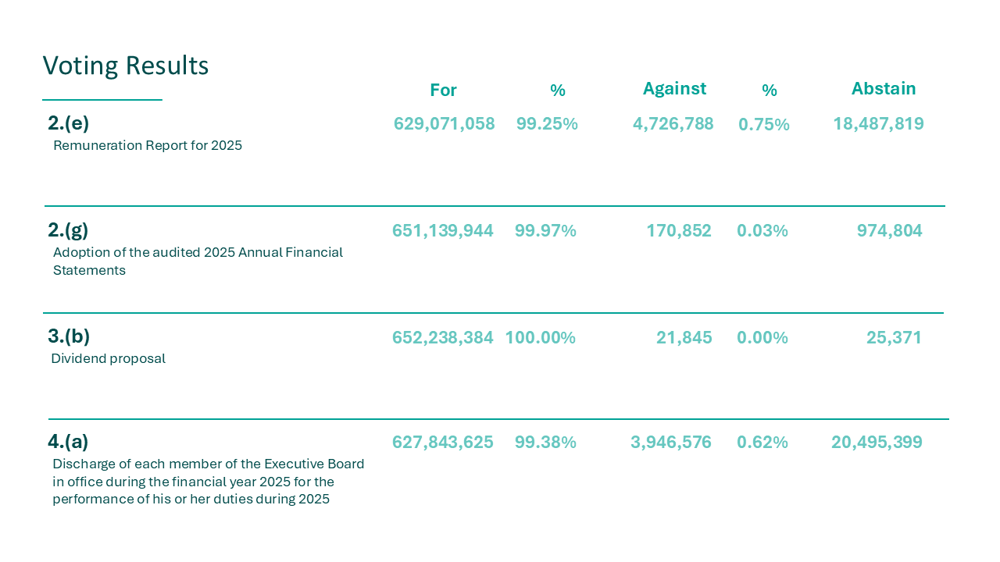 Voting Results
For % Against % Abstain
2.(e) 629,071,058 99.25% 4,726,788 0.75% 18,487,819
Remuneration Report for 2025
2.(g) 651,139,944 99.97% 170,852 0.03% 974,804
Adoption of the audited 2025 Annual Financial
Statements
3.(b) 652,238,384 100.00% 21,845 0.00% 25,371
Dividend proposal
4.(a) 627,843,625 99.38% 3,946,576 0.62% 20,495,399
Discharge of each member of the Executive Board
in office during the financial year 2025 for the
performance of his or her duties during 2025